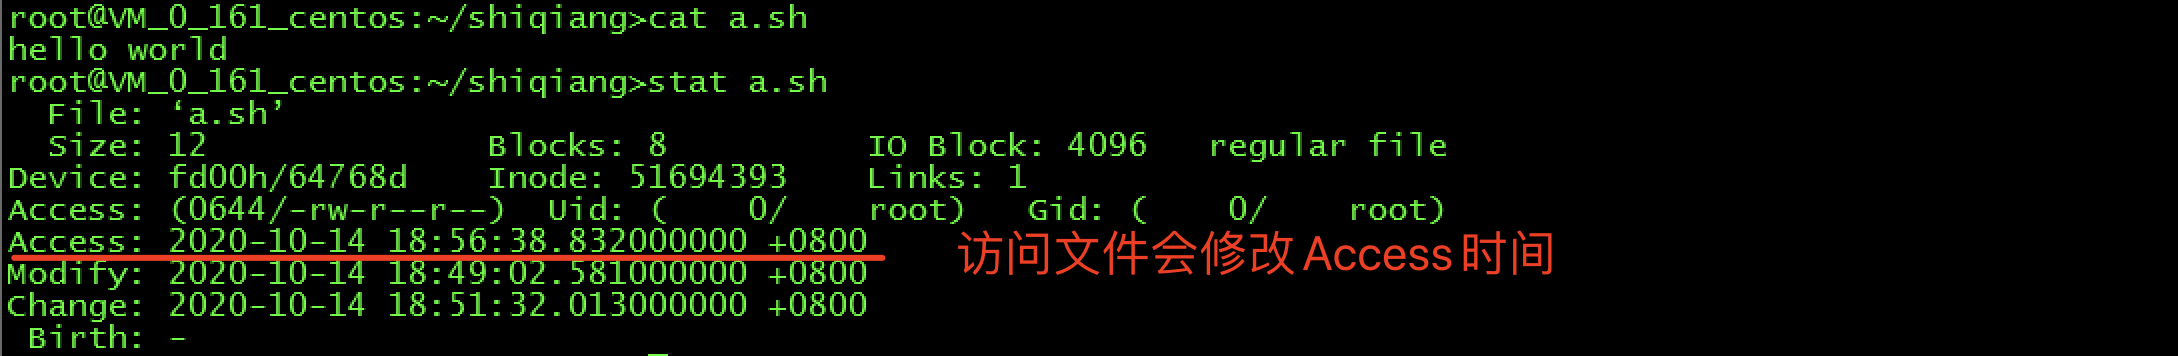 root@VM_0_161_centos:~/shiqiang>cat a.sh
hello world
root@VM_0_161_centos:~/shiqiang>stat a.sh
  File: ‘a.sh’
  Size: 12              Blocks: 8          IO Block: 4096   regular file
Device: fd00h/64768d    Inode: 51694393    Links: 1
Access: (0644/-rw-r--r--)  Uid: (    0/    root)   Gid: (    0/    root)
Access: 2020-10-14 18:56:38.832000000 +0800 访问文件会修改Access时间
Modify: 2020-10-14 18:49:02.581000000 +0800
Change: 2020-10-14 18:51:32.013000000 +0800
 Birth: -